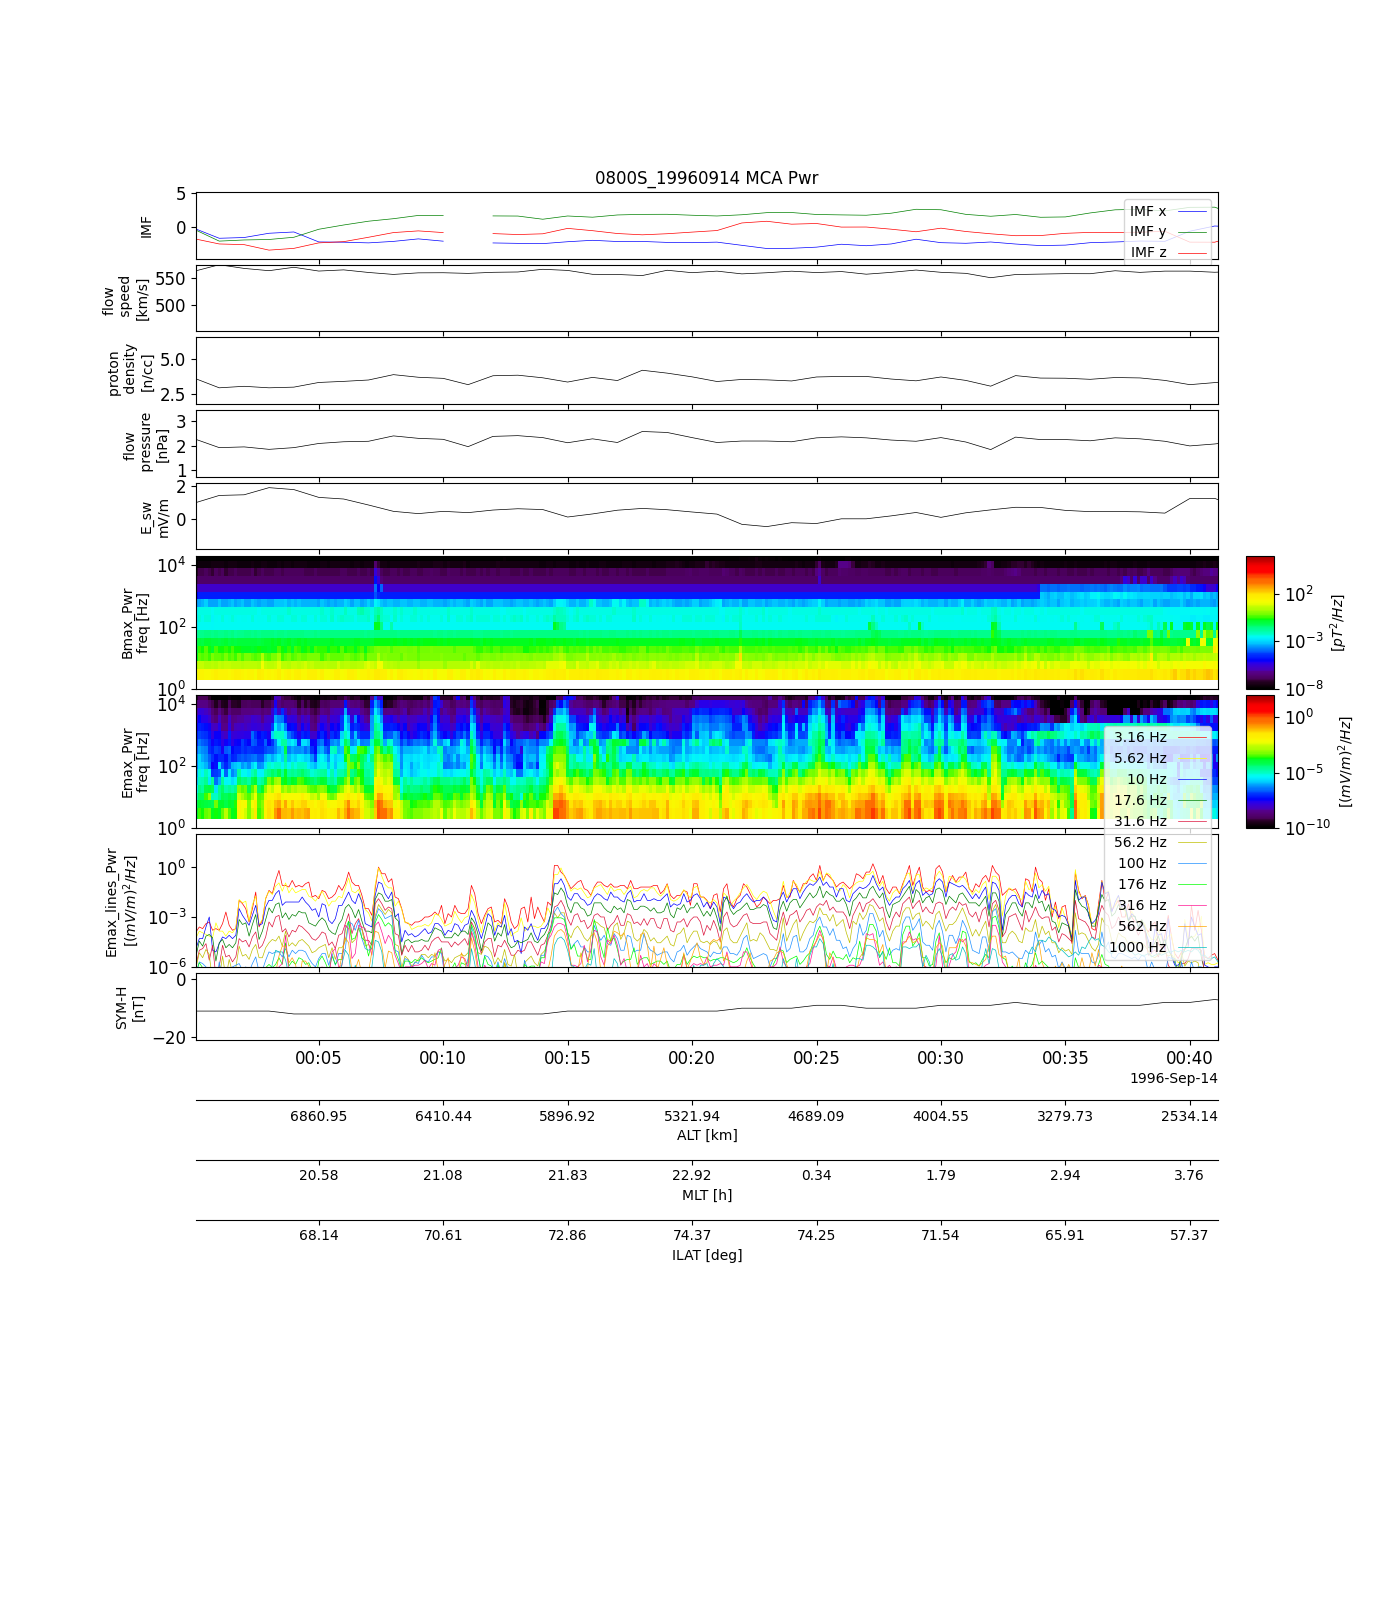 0800S_19960914 MCA Pwr
5
0
IMF
IMF x
IMF y
IMF z
550
500
flow
speed
[km/s]
5.0
2.5
proton
density
[n/cc]
3
2
1
flow
pressure
[nPa]
2
0
E_sw
mV/m
10^4
10^2
10^0
Bmax_Pwr
freq [Hz]
10^2
10^-3
10^-8
[pT^2/Hz]
10^4
10^2
10^0
Emax_Pwr
freq [Hz]
10^0
10^-5
10^-10
[(mV/m)^2/Hz]
3.16 Hz
5.62 Hz
10 Hz
17.6 Hz
31.6 Hz
56.2 Hz
100 Hz
176 Hz
316 Hz
562 Hz
1000 Hz
10^0
10^-3
10^-6
Emax_lines_Pwr
[(mV/m)^2/Hz]
0
−20
SYM-H
[nT]
00:05 00:10 00:15 00:20 00:25 00:30 00:35 00:40
1996-Sep-14
6860.95 6410.44 5896.92 5321.94 4689.09 4004.55 3279.73 2534.14
ALT [km]
20.58 21.08 21.83 22.92 0.34 1.79 2.94 3.76
MLT [h]
68.14 70.61 72.86 74.37 74.25 71.54 65.91 57.37
ILAT [deg]